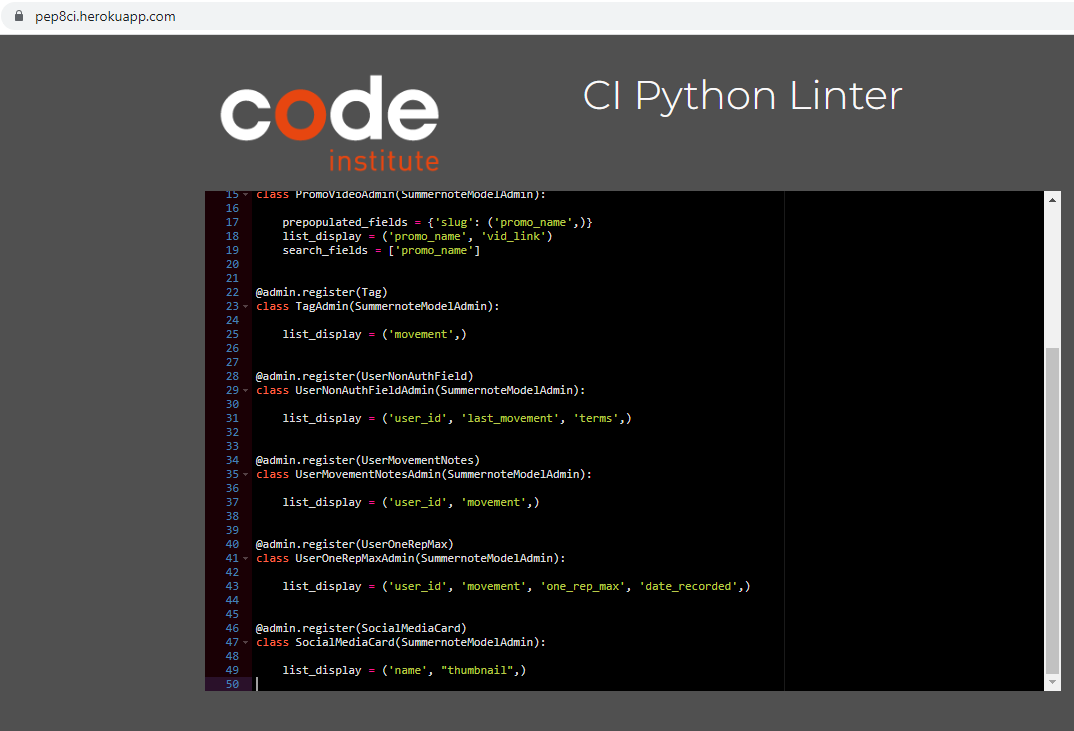 pep8ci.herokuapp.com
code
institute
CI Python Linter
15 class PromoVideoAdmin(SummernoteModelAdmin):
16
17     prepopulated_fields = {'slug': ('promo_name',)}
18     list_display = ('promo_name', 'vid_link')
19     search_fields = ['promo_name']
20
21
22 @admin.register(Tag)
23 class TagAdmin(SummernoteModelAdmin):
24
25     list_display = ('movement',)
26
27
28 @admin.register(UserNonAuthField)
29 class UserNonAuthFieldAdmin(SummernoteModelAdmin):
30
31     list_display = ('user_id', 'last_movement', 'terms',)
32
33
34 @admin.register(UserMovementNotes)
35 class UserMovementNotesAdmin(SummernoteModelAdmin):
36
37     list_display = ('user_id', 'movement',)
38
39
40 @admin.register(UserOneRepMax)
41 class UserOneRepMaxAdmin(SummernoteModelAdmin):
42
43     list_display = ('user_id', 'movement', 'one_rep_max', 'date_recorded',)
44
45
46 @admin.register(SocialMediaCard)
47 class SocialMediaCard(SummernoteModelAdmin):
48
49     list_display = ('name', "thumbnail",)
50